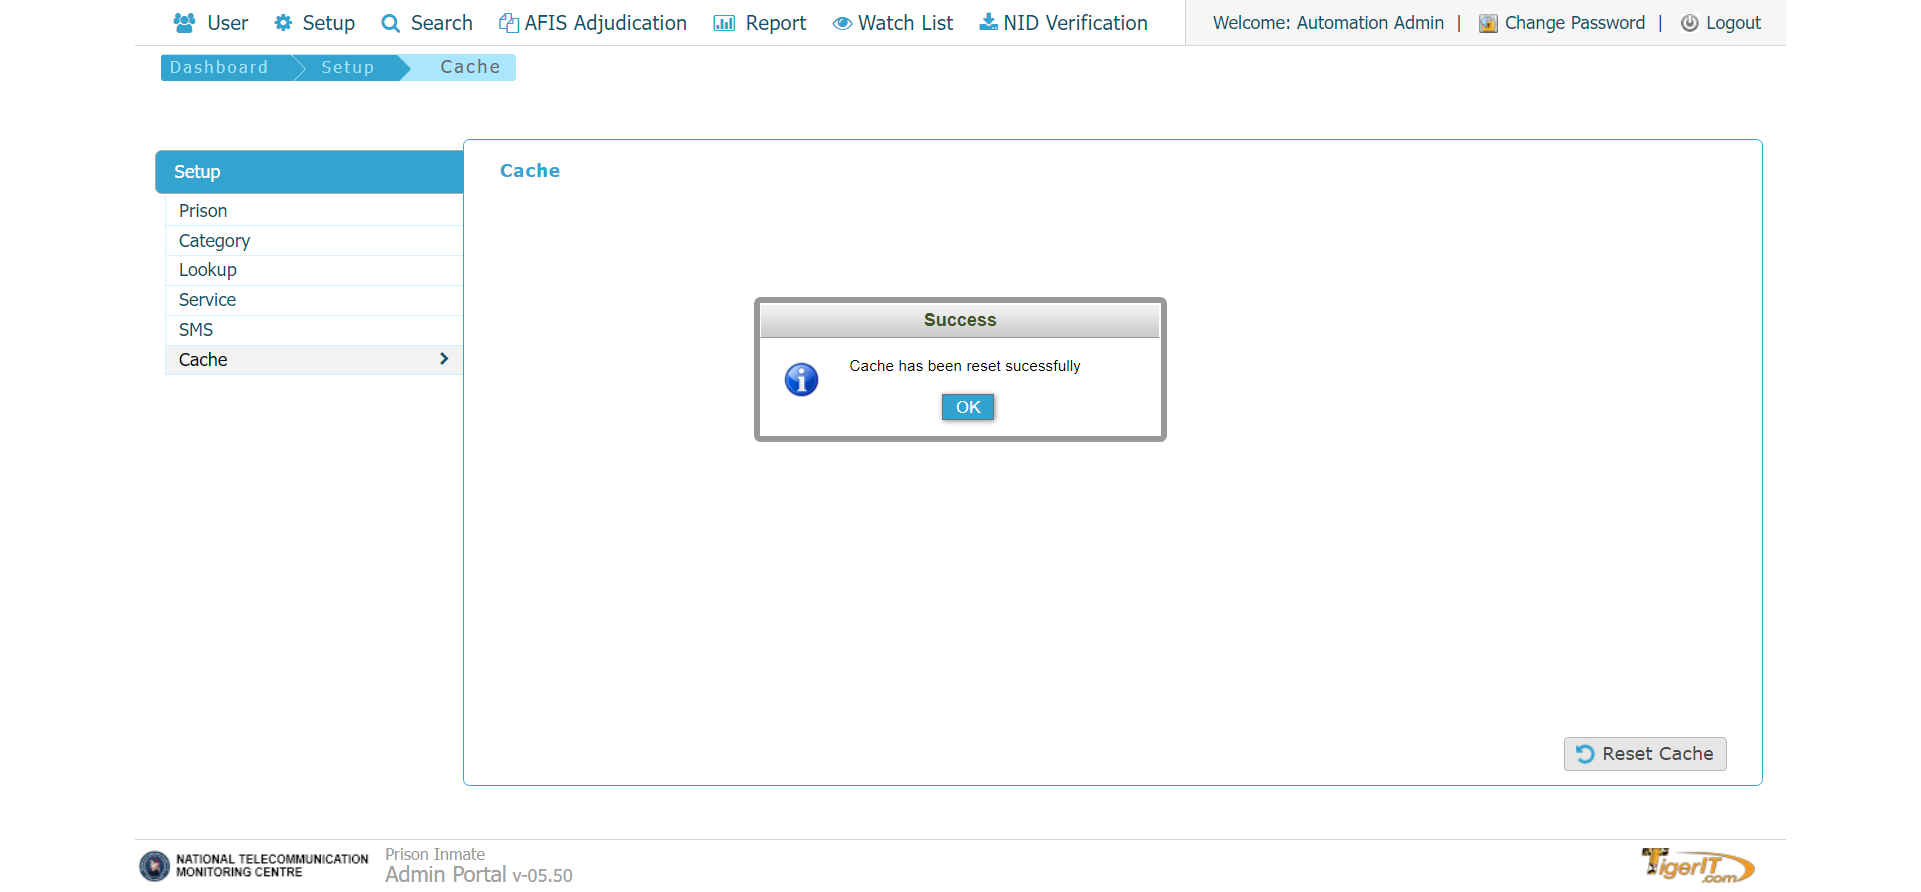 User Setup Search AFIS Adjudication Report Watch List NID Verification Welcome: Automation Admin | Change Password | Logout
Dashboard Setup Cache
Setup
Prison
Category
Lookup
Service
SMS
Cache
Cache
Success
Cache has been reset sucessfully
OK
Reset Cache
NATIONAL TELECOMMUNICATION
MONITORING CENTRE
Prison Inmate
Admin Portal v-05.50
TigerIT
.com